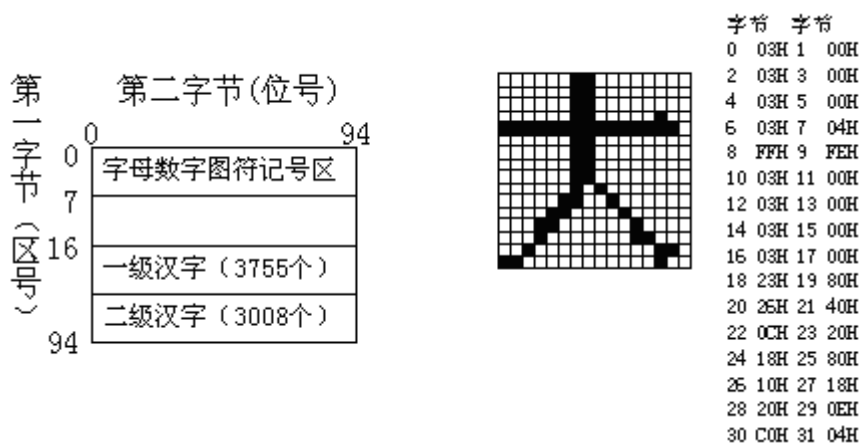 第一字节（区号）
第二字节(位号)
0 94
0
字母数字图符记号区
7
16
一级汉字（3755个）
二级汉字（3008个）
94
字节 字节
0 03H 1 00H
2 03H 3 00H
4 03H 5 00H
6 03H 7 04H
8 FFH 9 FEH
10 03H 11 00H
12 03H 13 00H
14 03H 15 00H
16 03H 17 00H
18 23H 19 80H
20 26H 21 40H
22 0CH 23 20H
24 18H 25 80H
26 10H 27 18H
28 20H 29 0EH
30 C0H 31 04H